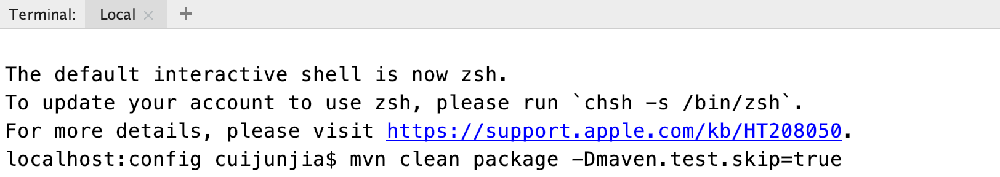 Terminal: Local × +
The default interactive shell is now zsh.
To update your account to use zsh, please run `chsh -s /bin/zsh`.
For more details, please visit https://support.apple.com/kb/HT208050.
localhost:config cuijunjia$ mvn clean package -Dmaven.test.skip=true